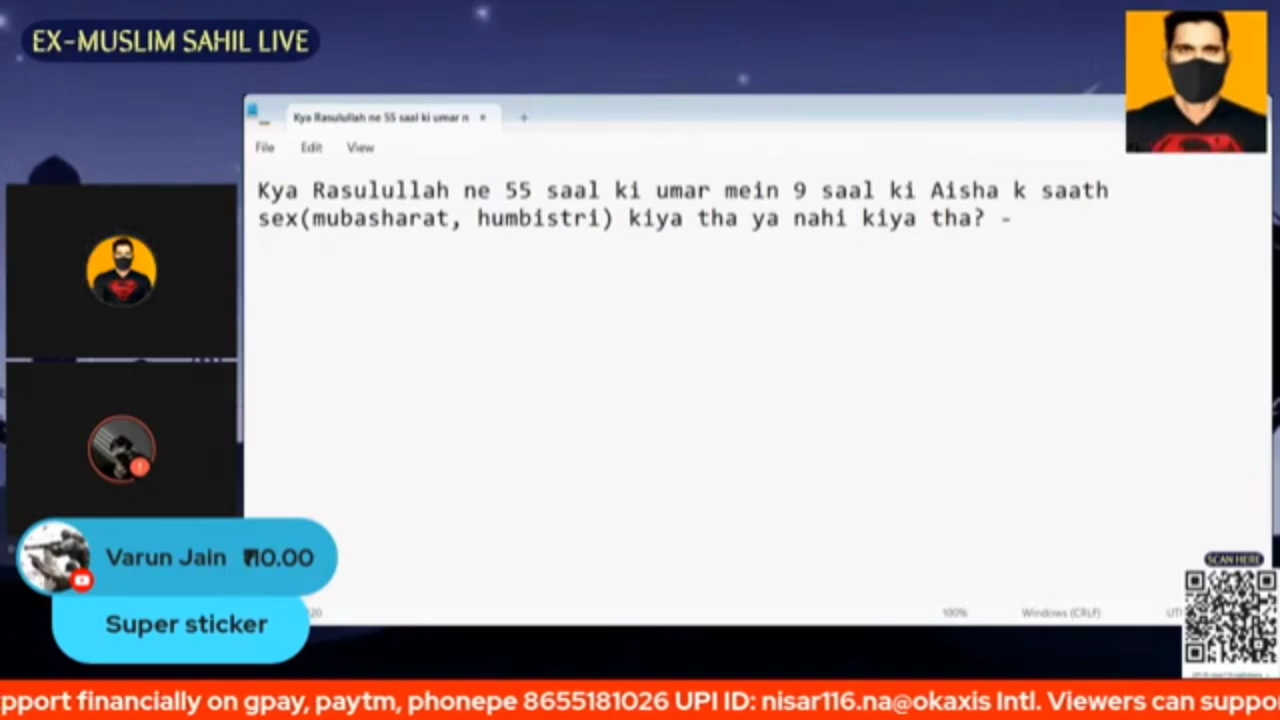 EX-MUSLIM SAHIL LIVE
Kya Rasulullah ne 55 saal ki umar n
File Edit View
Kya Rasulullah ne 55 saal ki umar mein 9 saal ki Aisha k saath
sex(mubasharat, humbistri) kiya tha ya nahi kiya tha? -
Varun Jain ₹10.00
Super sticker
SCAN HERE
100% Windows (CRLF)
pport financially on gpay, paytm, phonepe 8655181026 UPI ID: nisar116.na@okaxis Intl. Viewers can suppo